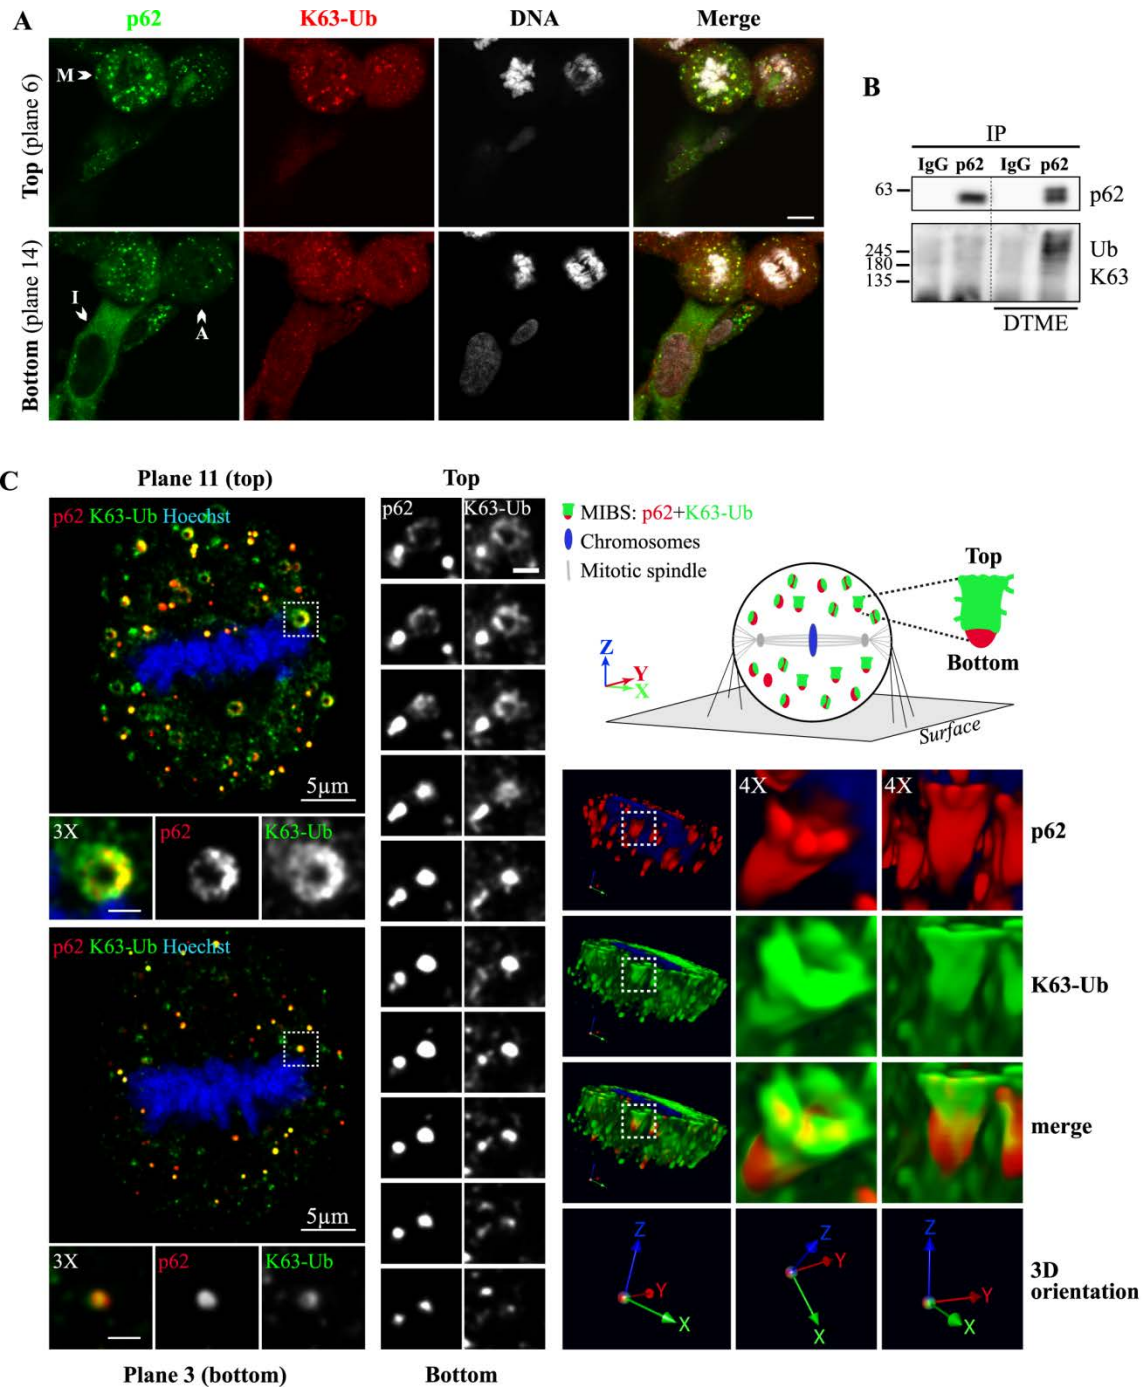 A
p62
K63-Ub
DNA
Merge
Top (plane 6)
M
Bottom (plane 14)
I
A
B
IP
IgG p62 IgG p62
63
p62
245
180
135
Ub
K63
DTME
C
Plane 11 (top)
p62 K63-Ub Hoechst
5µm
3X
p62
K63-Ub
p62 K63-Ub Hoechst
5µm
3X
p62
K63-Ub
Plane 3 (bottom)
Top
p62
K63-Ub
Bottom
MIBS: p62+K63-Ub
Chromosomes
Mitotic spindle
Top
Bottom
Z
Y
X
Surface
4X
4X
p62
K63-Ub
merge
Z
Y
X
Z
Y
X
Z
Y
X
3D
orientation